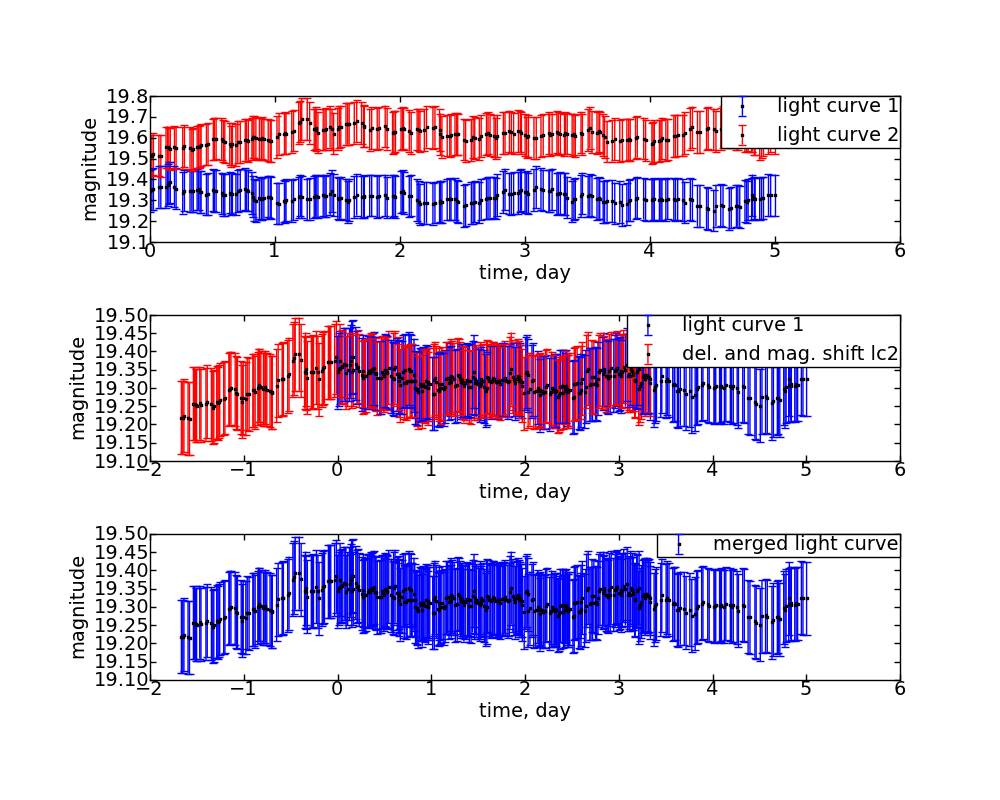 19.8
19.7
19.6
19.5
19.4
19.3
19.2
19.1
magnitude
light curve 1
light curve 2
0 1 2 3 4 5 6
time, day
19.50
19.45
19.40
19.35
19.30
19.25
19.20
19.15
19.10
magnitude
light curve 1
del. and mag. shift lc2
−2 −1 0 1 2 3 4 5 6
time, day
19.50
19.45
19.40
19.35
19.30
19.25
19.20
19.15
19.10
magnitude
merged light curve
−2 −1 0 1 2 3 4 5 6
time, day